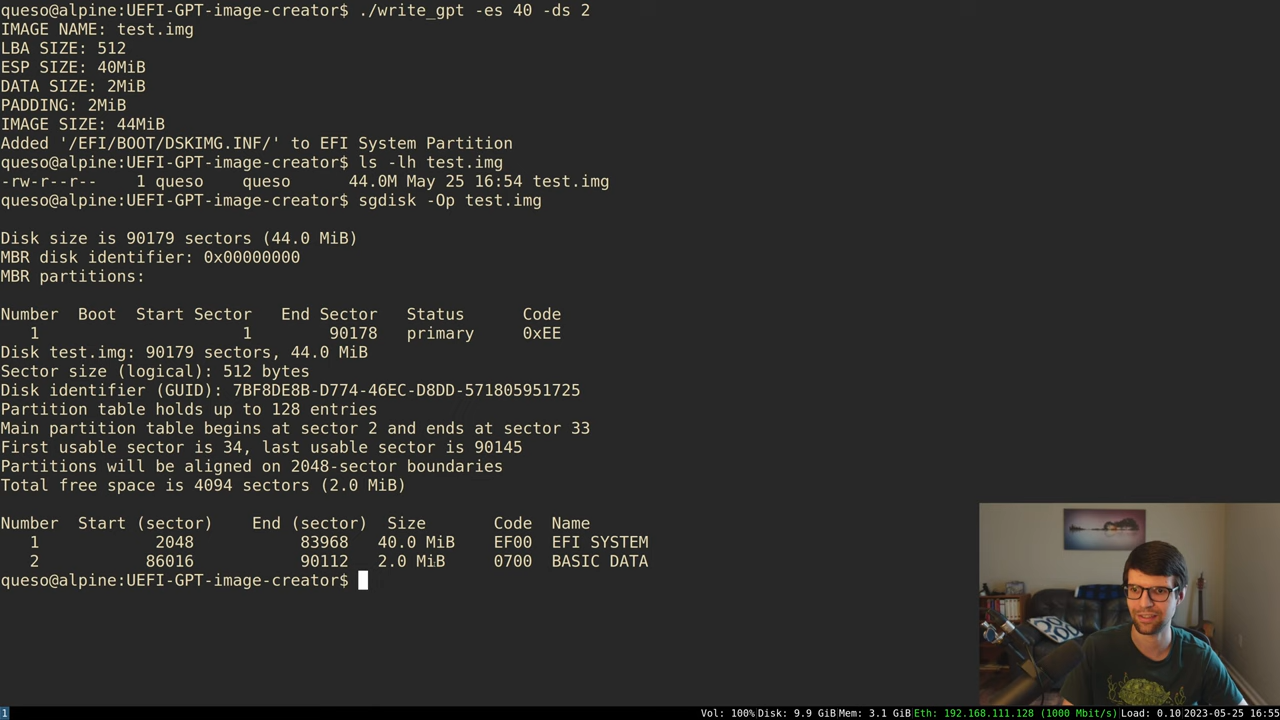 queso@alpine:UEFI-GPT-image-creator$ ./write_gpt -es 40 -ds 2
IMAGE NAME: test.img
LBA SIZE: 512
ESP SIZE: 40MiB
DATA SIZE: 2MiB
PADDING: 2MiB
IMAGE SIZE: 44MiB
Added '/EFI/BOOT/DSKIMG.INF/' to EFI System Partition
queso@alpine:UEFI-GPT-image-creator$ ls -lh test.img
-rw-r--r--    1 queso    queso      44.0M May 25 16:54 test.img
queso@alpine:UEFI-GPT-image-creator$ sgdisk -Op test.img
Disk size is 90179 sectors (44.0 MiB)
MBR disk identifier: 0x00000000
MBR partitions:
Number  Boot  Start Sector   End Sector   Status      Code
   1                     1        90178   primary     0xEE
Disk test.img: 90179 sectors, 44.0 MiB
Sector size (logical): 512 bytes
Disk identifier (GUID): 7BF8DE8B-D774-46EC-D8DD-571805951725
Partition table holds up to 128 entries
Main partition table begins at sector 2 and ends at sector 33
First usable sector is 34, last usable sector is 90145
Partitions will be aligned on 2048-sector boundaries
Total free space is 4094 sectors (2.0 MiB)
Number  Start (sector)    End (sector)  Size       Code  Name
   1            2048           83968   40.0 MiB    EF00  EFI SYSTEM
   2           86016           90112   2.0 MiB     0700  BASIC DATA
queso@alpine:UEFI-GPT-image-creator$
1 Vol: 100% Disk: 9.9 GiB Mem: 3.1 GiB Eth: 192.168.111.128 (1000 Mbit/s) Load: 0.10 2023-05-25 16:55